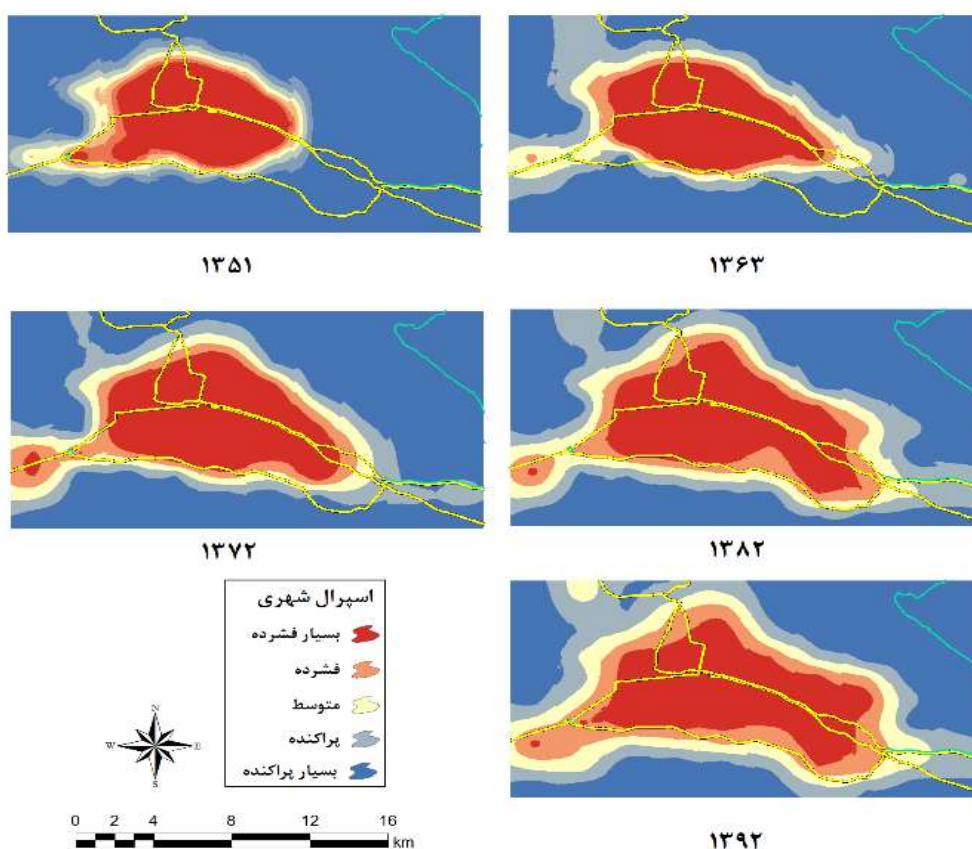 ۱۳۵۱
۱۳۶۳
۱۳۷۲
۱۳۸۲
اسپرال شهری
بسیار فشرده
فشرده
متوسط
پراکنده
بسیار پراکنده
N
W E
S
0 2 4 8 12 16
km
۱۳۹۲